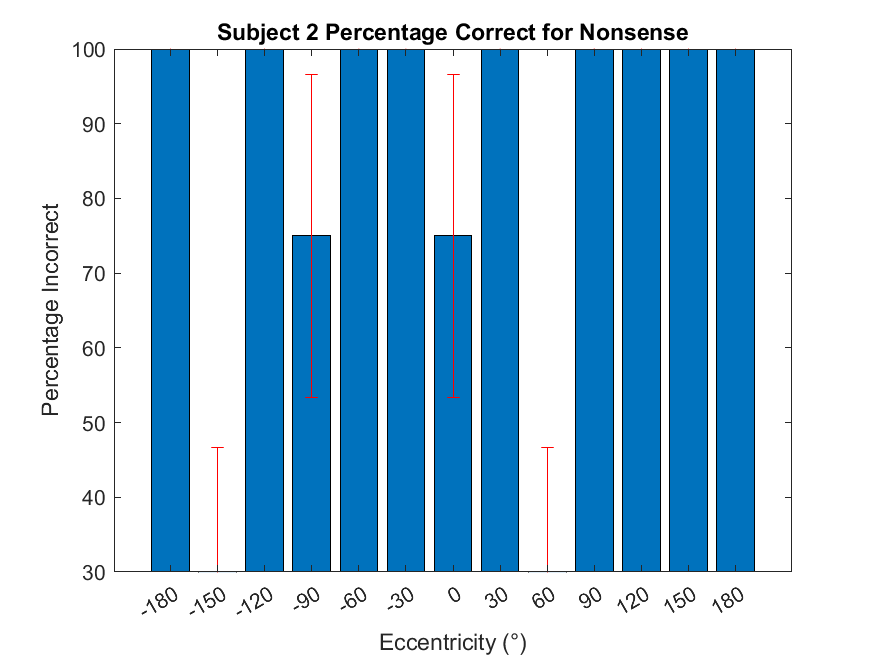 Subject 2 Percentage Correct for Nonsense
100
90
80
70
60
50
40
30
Percentage Incorrect
-180 -150 -120 -90 -60 -30 0 30 60 90 120 150 180
Eccentricity (°)